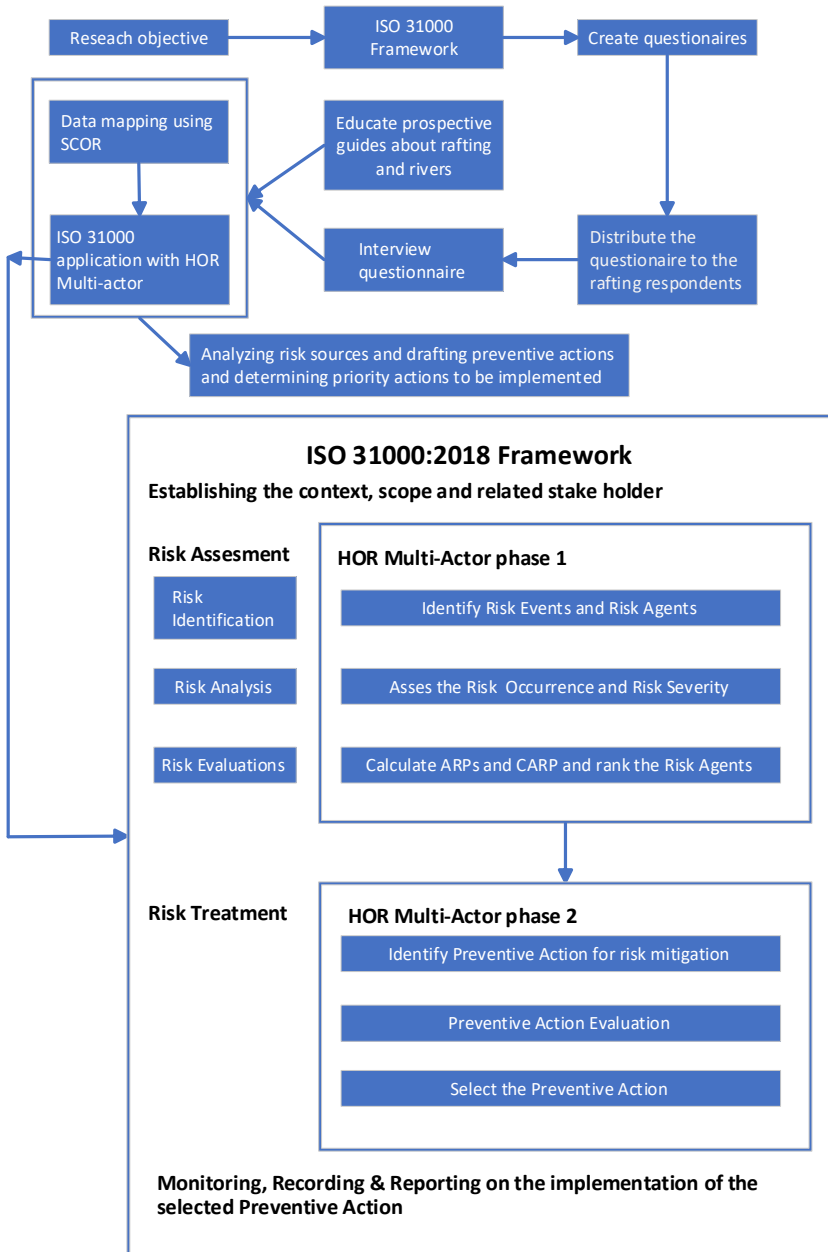 Reseach objective
ISO 31000
Framework
Create questionaires
Data mapping using
SCOR
Educate prospective
guides about rafting
and rivers
ISO 31000
application with HOR
Multi-actor
Interview
questionnaire
Distribute the
questionaire to the
rafting respondents
Analyzing risk sources and drafting preventive actions
and determining priority actions to be implemented
ISO 31000:2018 Framework
Establishing the context, scope and related stake holder
Risk Assesment
HOR Multi-Actor phase 1
Risk
Identification
Identify Risk Events and Risk Agents
Risk Analysis
Asses the Risk Occurrence and Risk Severity
Risk Evaluations
Calculate ARPs and CARP and rank the Risk Agents
Risk Treatment
HOR Multi-Actor phase 2
Identify Preventive Action for risk mitigation
Preventive Action Evaluation
Select the Preventive Action
Monitoring, Recording & Reporting on the implementation of the
selected Preventive Action